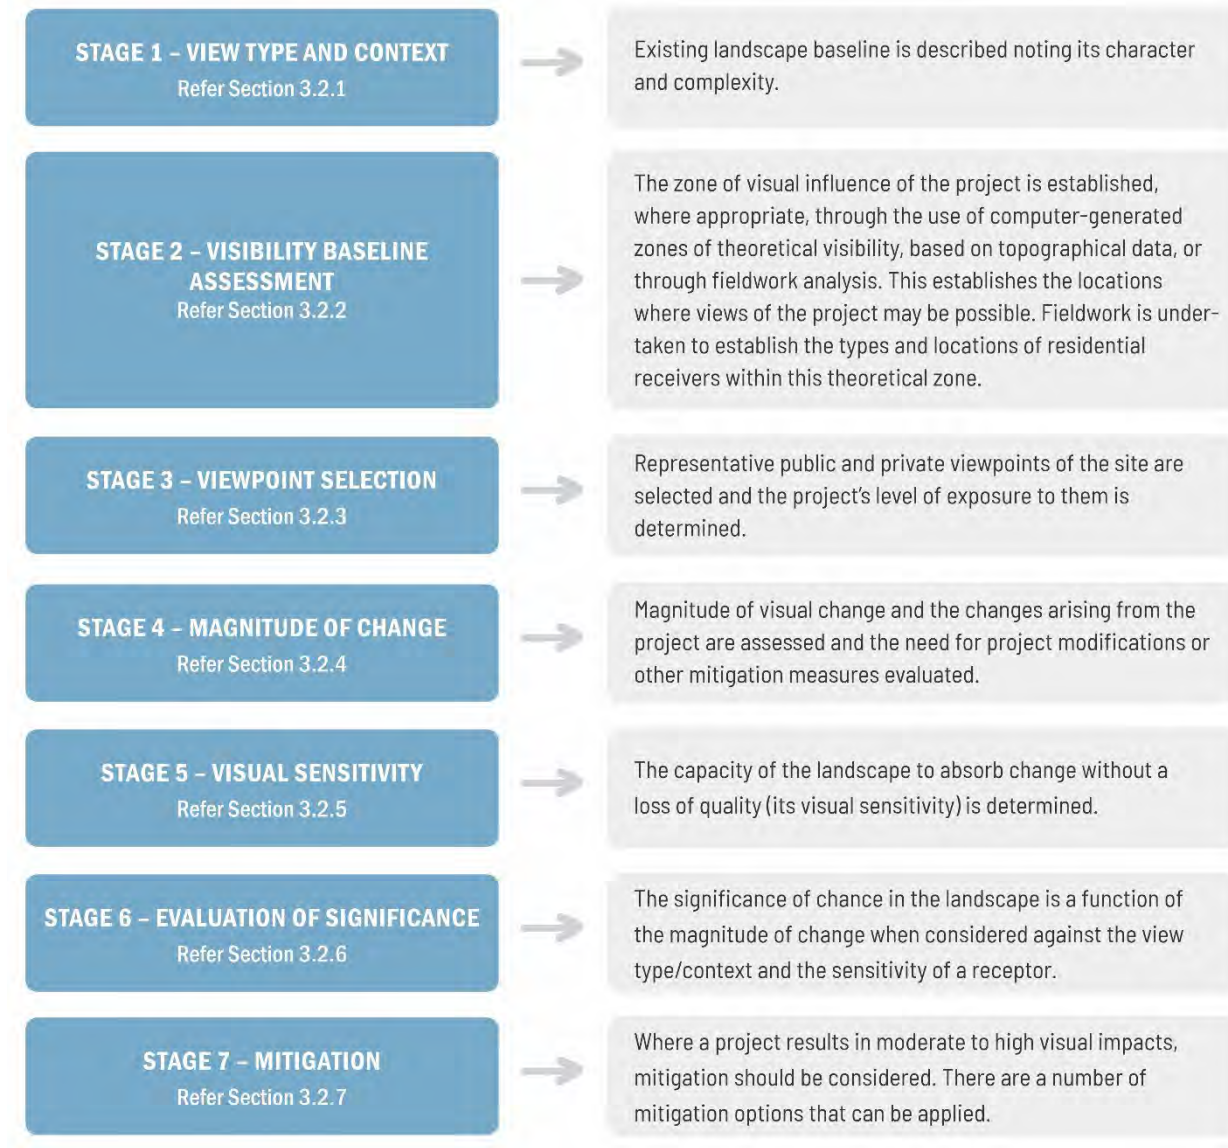 STAGE 1 – VIEW TYPE AND CONTEXT
Refer Section 3.2.1
Existing landscape baseline is described noting its character
and complexity.
STAGE 2 – VISIBILITY BASELINE
ASSESSMENT
Refer Section 3.2.2
The zone of visual influence of the project is established,
where appropriate, through the use of computer-generated
zones of theoretical visibility, based on topographical data, or
through fieldwork analysis. This establishes the locations
where views of the project may be possible. Fieldwork is under-
taken to establish the types and locations of residential
receivers within this theoretical zone.
STAGE 3 – VIEWPOINT SELECTION
Refer Section 3.2.3
Representative public and private viewpoints of the site are
selected and the project's level of exposure to them is
determined.
STAGE 4 – MAGNITUDE OF CHANGE
Refer Section 3.2.4
Magnitude of visual change and the changes arising from the
project are assessed and the need for project modifications or
other mitigation measures evaluated.
STAGE 5 – VISUAL SENSITIVITY
Refer Section 3.2.5
The capacity of the landscape to absorb change without a
loss of quality (its visual sensitivity) is determined.
STAGE 6 – EVALUATION OF SIGNIFICANCE
Refer Section 3.2.6
The significance of chance in the landscape is a function of
the magnitude of change when considered against the view
type/context and the sensitivity of a receptor.
STAGE 7 – MITIGATION
Refer Section 3.2.7
Where a project results in moderate to high visual impacts,
mitigation should be considered. There are a number of
mitigation options that can be applied.